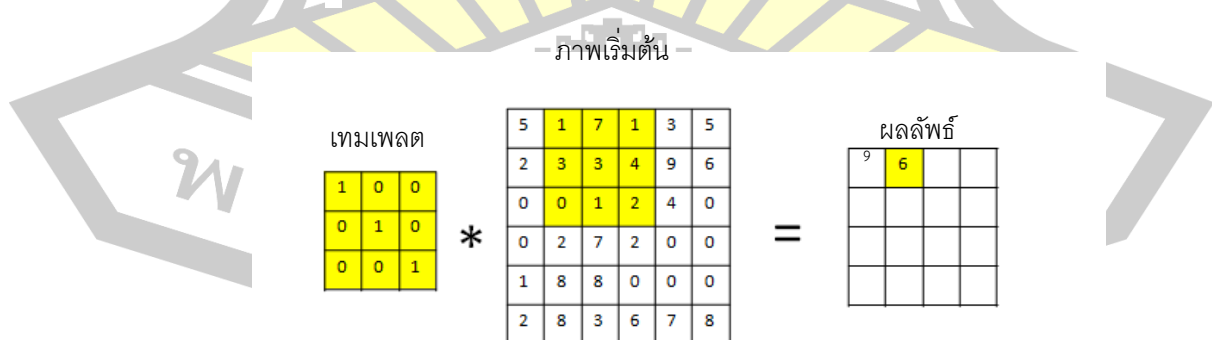 ภาพเริ่มต้น
เทมเพลต
1 0 0
0 1 0
0 0 1
*
5 1 7 1 3 5
2 3 3 4 9 6
0 0 1 2 4 0
0 2 7 2 0 0
1 8 8 0 0 0
2 8 3 6 7 8
=
ผลลัพธ์
9 6
พ